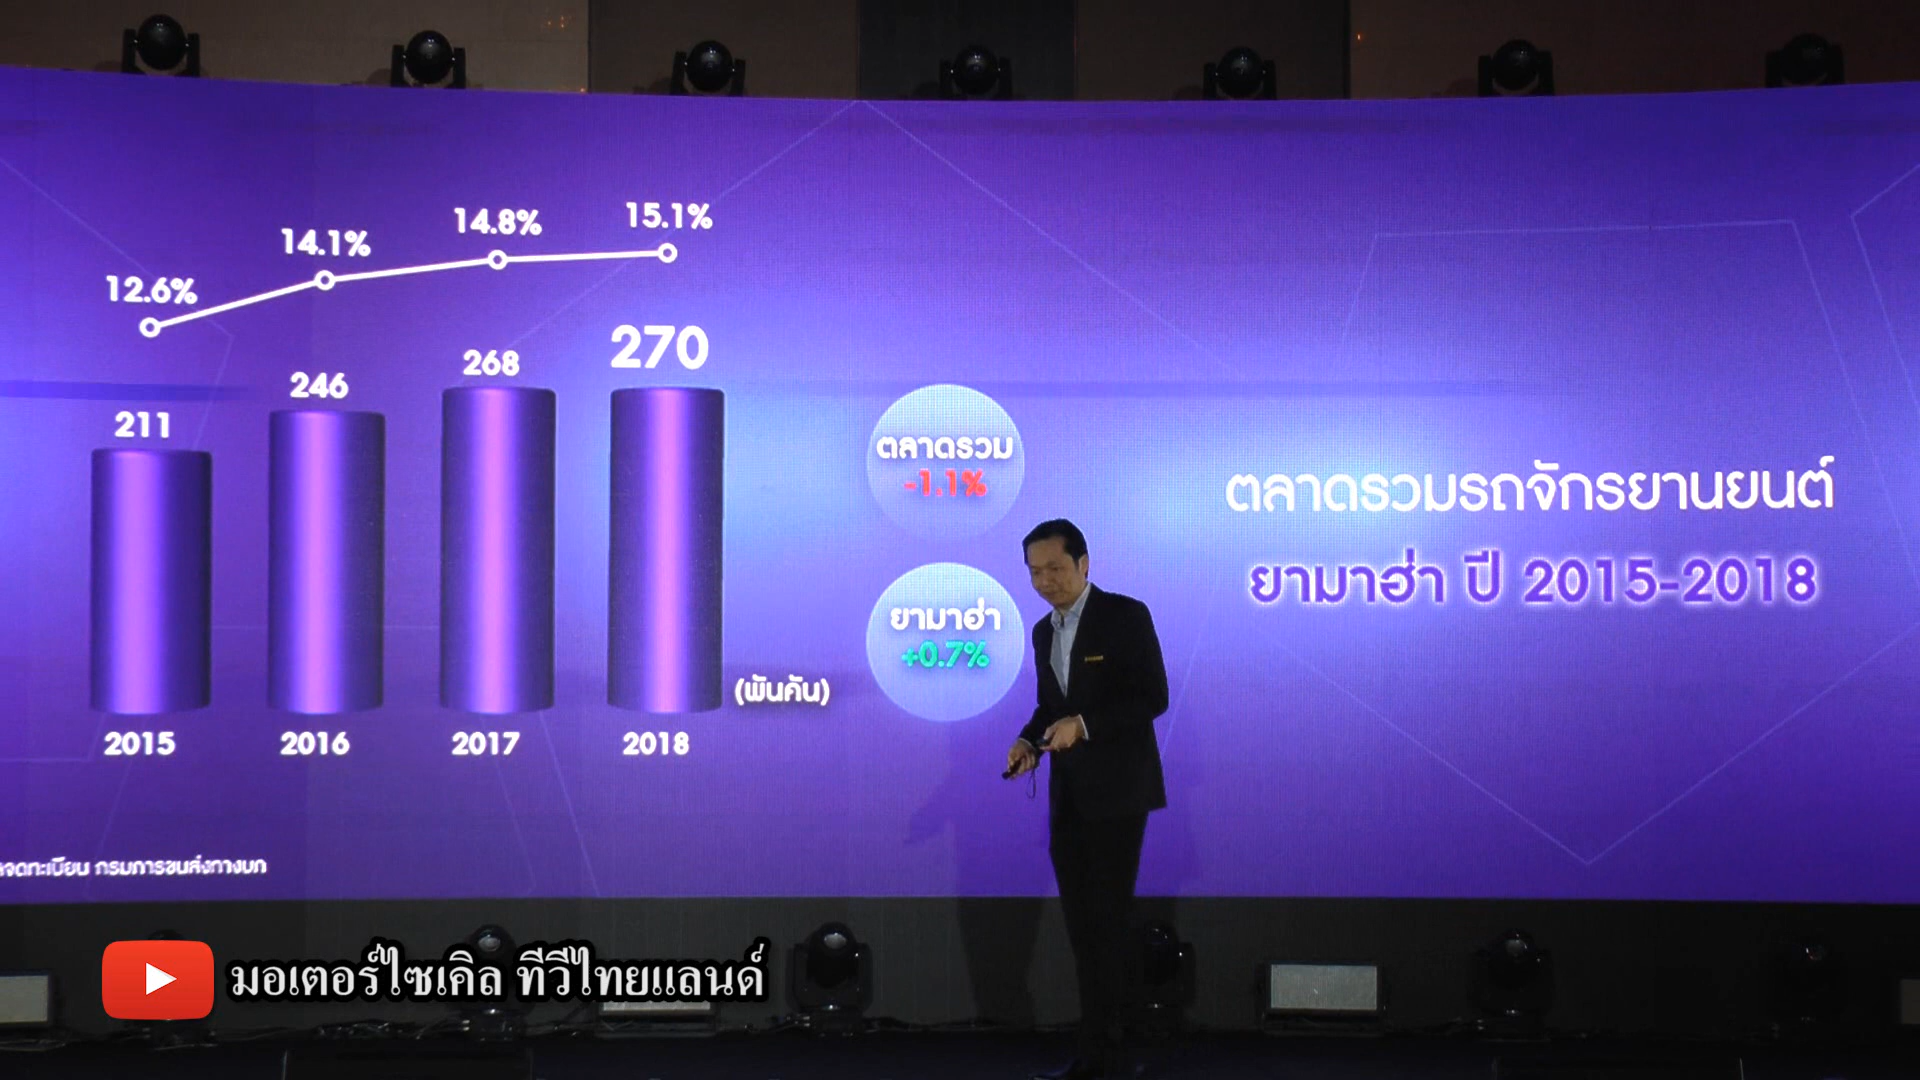 12.6%
14.1%
14.8%
15.1%
211
246
268
270
2015
2016
2017
2018
(พันคัน)
ตลาดรวม
-1.1%
ยามาฮ่า
+0.7%
ตลาดรวมรถจักรยานยนต์
ยามาฮ่า ปี 2015-2018
จดทะเบียน กรมการขนส่งทางบก
มอเตอร์ไซเคิล ทีวีไทยแลนด์